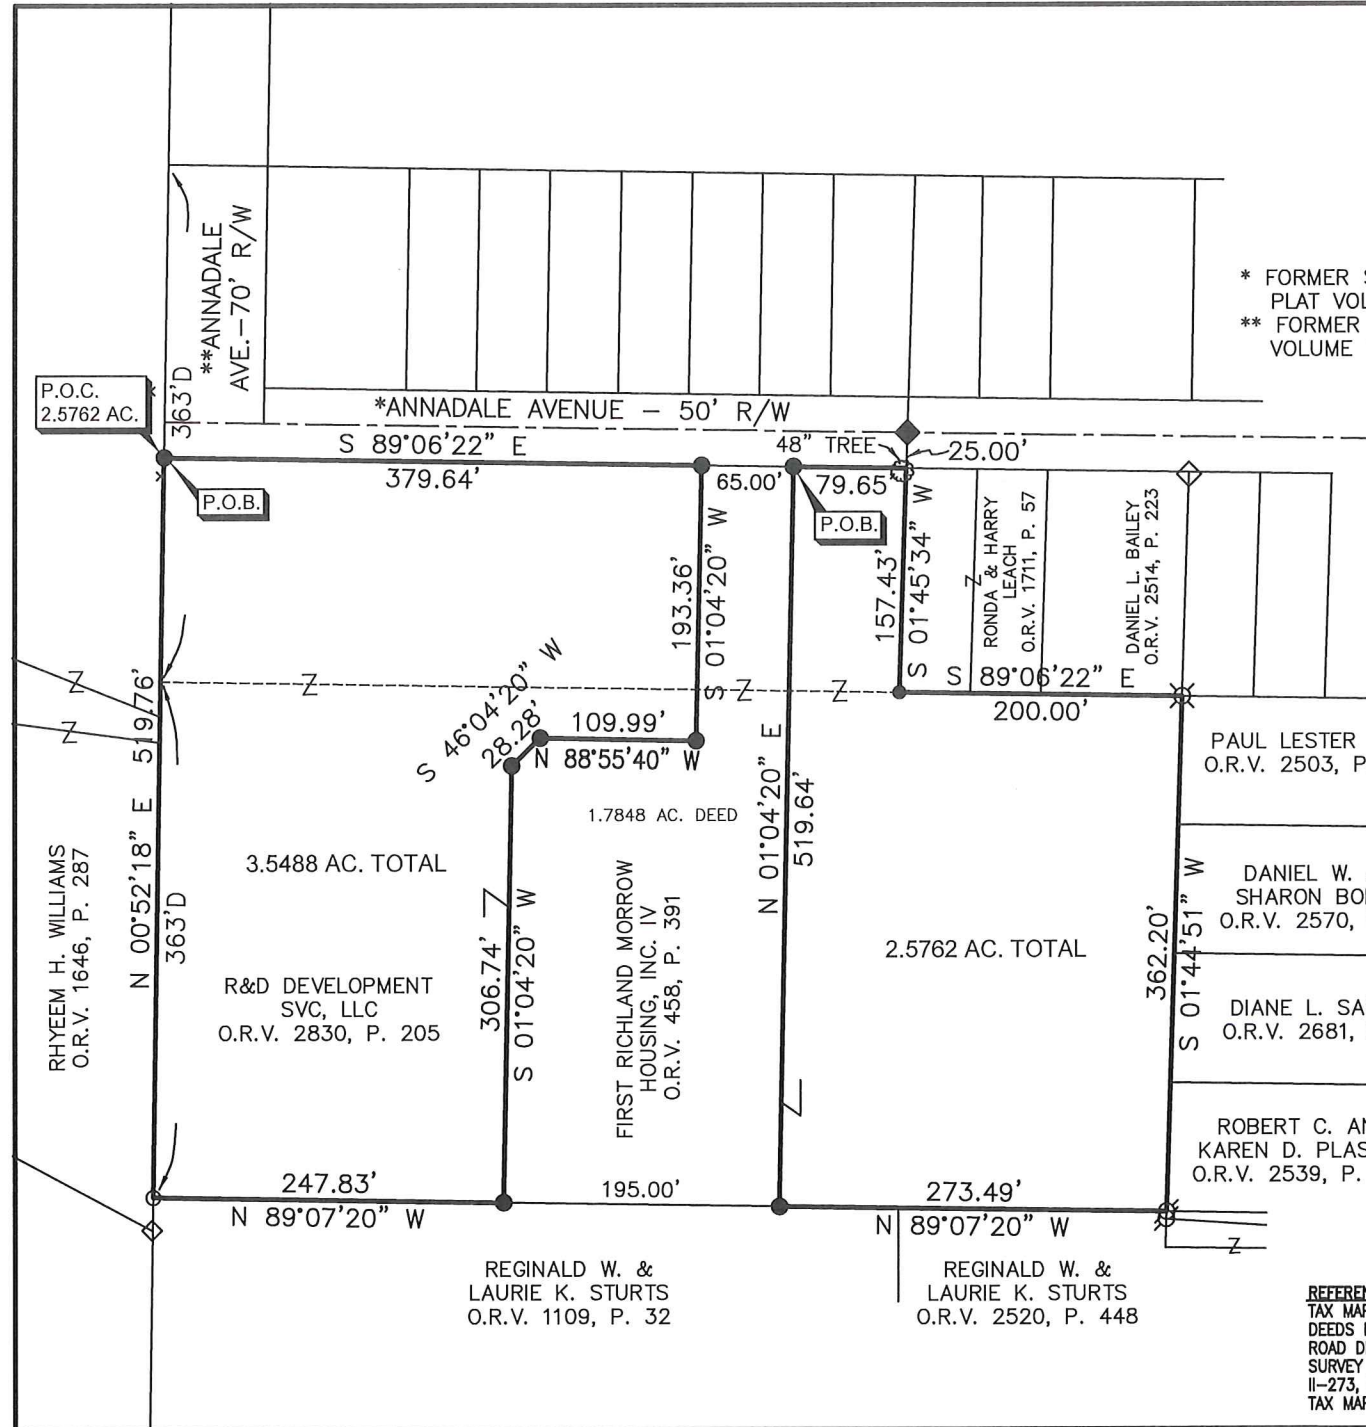 **ANNADALE
AVE.-70' R/W
* FORMER
PLAT
** FORMER
VOLUME
363'D
P.O.C.
2.5762 AC.
*ANNADALE AVENUE - 50' R/W
S 89°06'22" E
379.64'
48" TREE
25.00'
65.00'
79.65'
P.O.B.
P.O.B.
193.36'
S 01°04'20" W
157.43'
S 01°45'34" W
RONDA & HARRY
LEACH
O.R.V. 1711, P. 57
DANIEL L. BAILEY
O.R.V. 2514, P. 223
Z
Z
Z
Z
Z
Z
S 89°06'22" E
200.00'
S 46°04'20" W
28.28'
109.99'
N 88°55'40" W
PAUL LESTER
O.R.V. 2503,
1.7848 AC. DEED
N 00°52'18" E 519.76'
363'D
RHYEEM H. WILLIAMS
O.R.V. 1646, P. 287
3.5488 AC. TOTAL
R&D DEVELOPMENT
SVC, LLC
O.R.V. 2830, P. 205
Z
306.74'
S 01°04'20" W
FIRST RICHLAND MORROW
HOUSING, INC. IV
O.R.V. 458, P. 391
N 01°04'20" E
519.64'
Z
2.5762 AC. TOTAL
362.20'
S 01°44'51" W
DANIEL W.
SHARON
O.R.V. 2570,
DIANE L.
O.R.V. 2681,
ROBERT C.
KAREN D.
O.R.V. 2539, P.
247.83'
N 89°07'20" W
195.00'
273.49'
N 89°07'20" W
Z
REGINALD W. &
LAURIE K. STURTS
O.R.V. 1109, P. 32
REGINALD W. &
LAURIE K. STURTS
O.R.V. 2520, P. 448
TAX
DEEDS
ROAD
SURVEY
II-273,
TAX